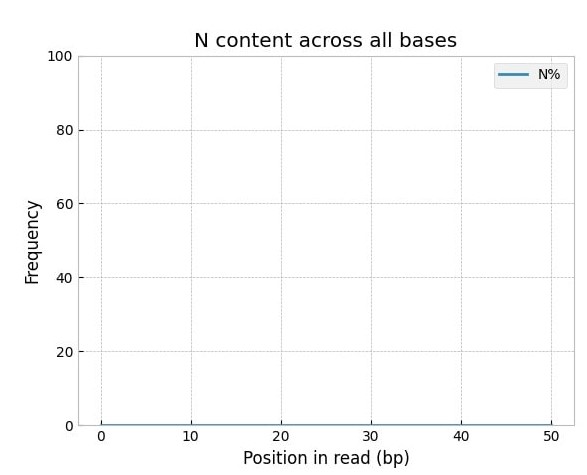 N content across all bases
100
N%
80
60
Frequency
40
20
0
0 10 20 30 40 50
Position in read (bp)